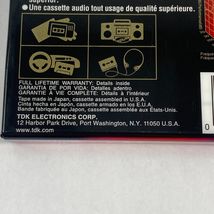 supérieur.
● Une cassette audio tout usage de qualité supérieure.
FULL LIFETIME WARRANTY: Details inside
GARANTIA DE POR VIDA: Detalles adentro
GARANTIE À VIE COMPLÈTE: Détails à l'intérieur
Tape made in Japan, cassette assembled in U.S.A.
Cinta hecha en Japón, cassette armado en los E.U.A.
Bande fabriquée au Japon, cassette assemblée aux États-Unis.
TDK ELECTRONICS CORP.
12 Harbor Park Drive, Port Washington, N.Y. 11050 U.S.A.
www.tdk.com
0